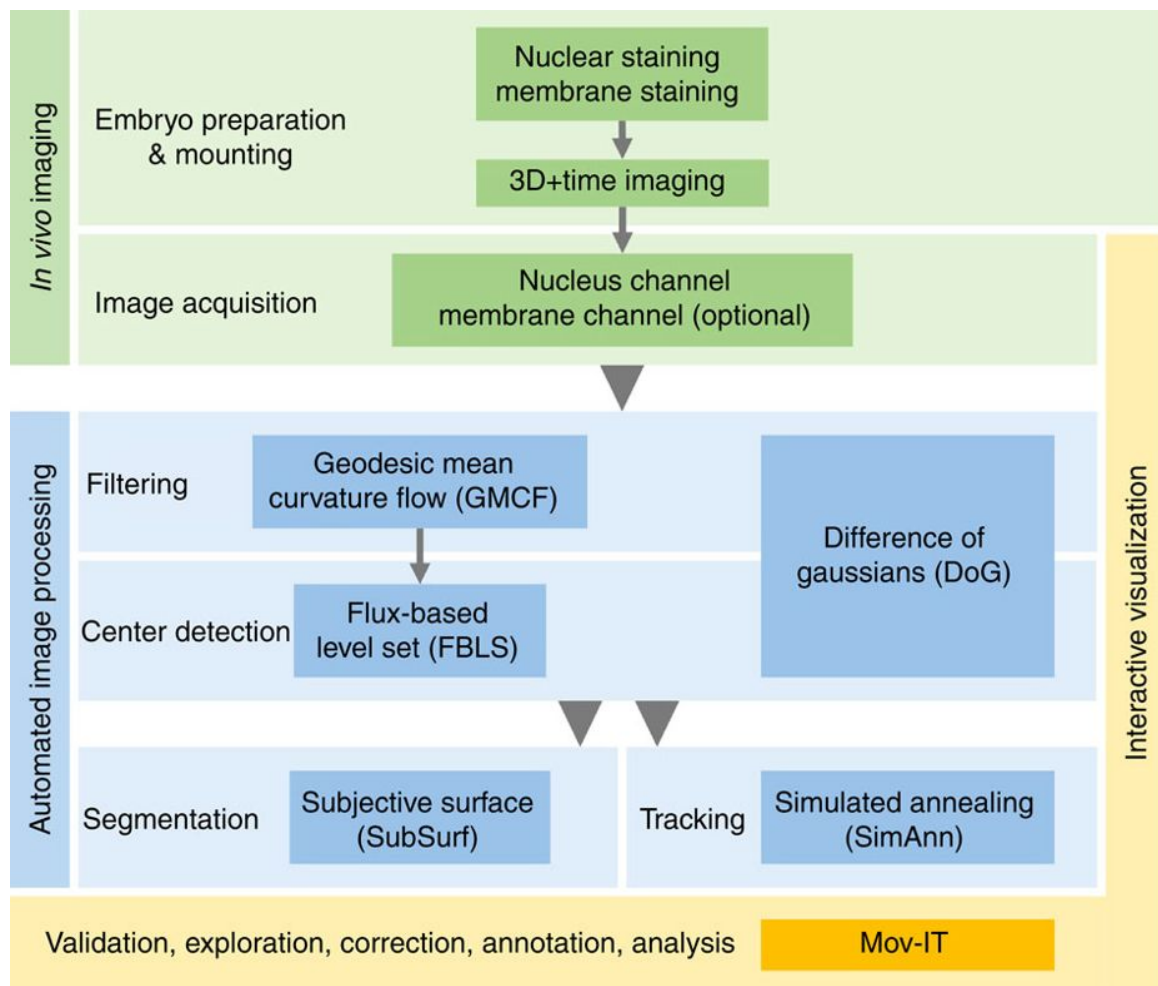 In vivo imaging
Embryo preparation
& mounting
Nuclear staining
membrane staining
3D+time imaging
Image acquisition
Nucleus channel
membrane channel (optional)
Automated image processing
Filtering
Geodesic mean
curvature flow (GMCF)
Difference of
gaussians (DoG)
Center detection
Flux-based
level set (FBLS)
Segmentation
Subjective surface
(SubSurf)
Tracking
Simulated annealing
(SimAnn)
Interactive visualization
Validation, exploration, correction, annotation, analysis
Mov-IT